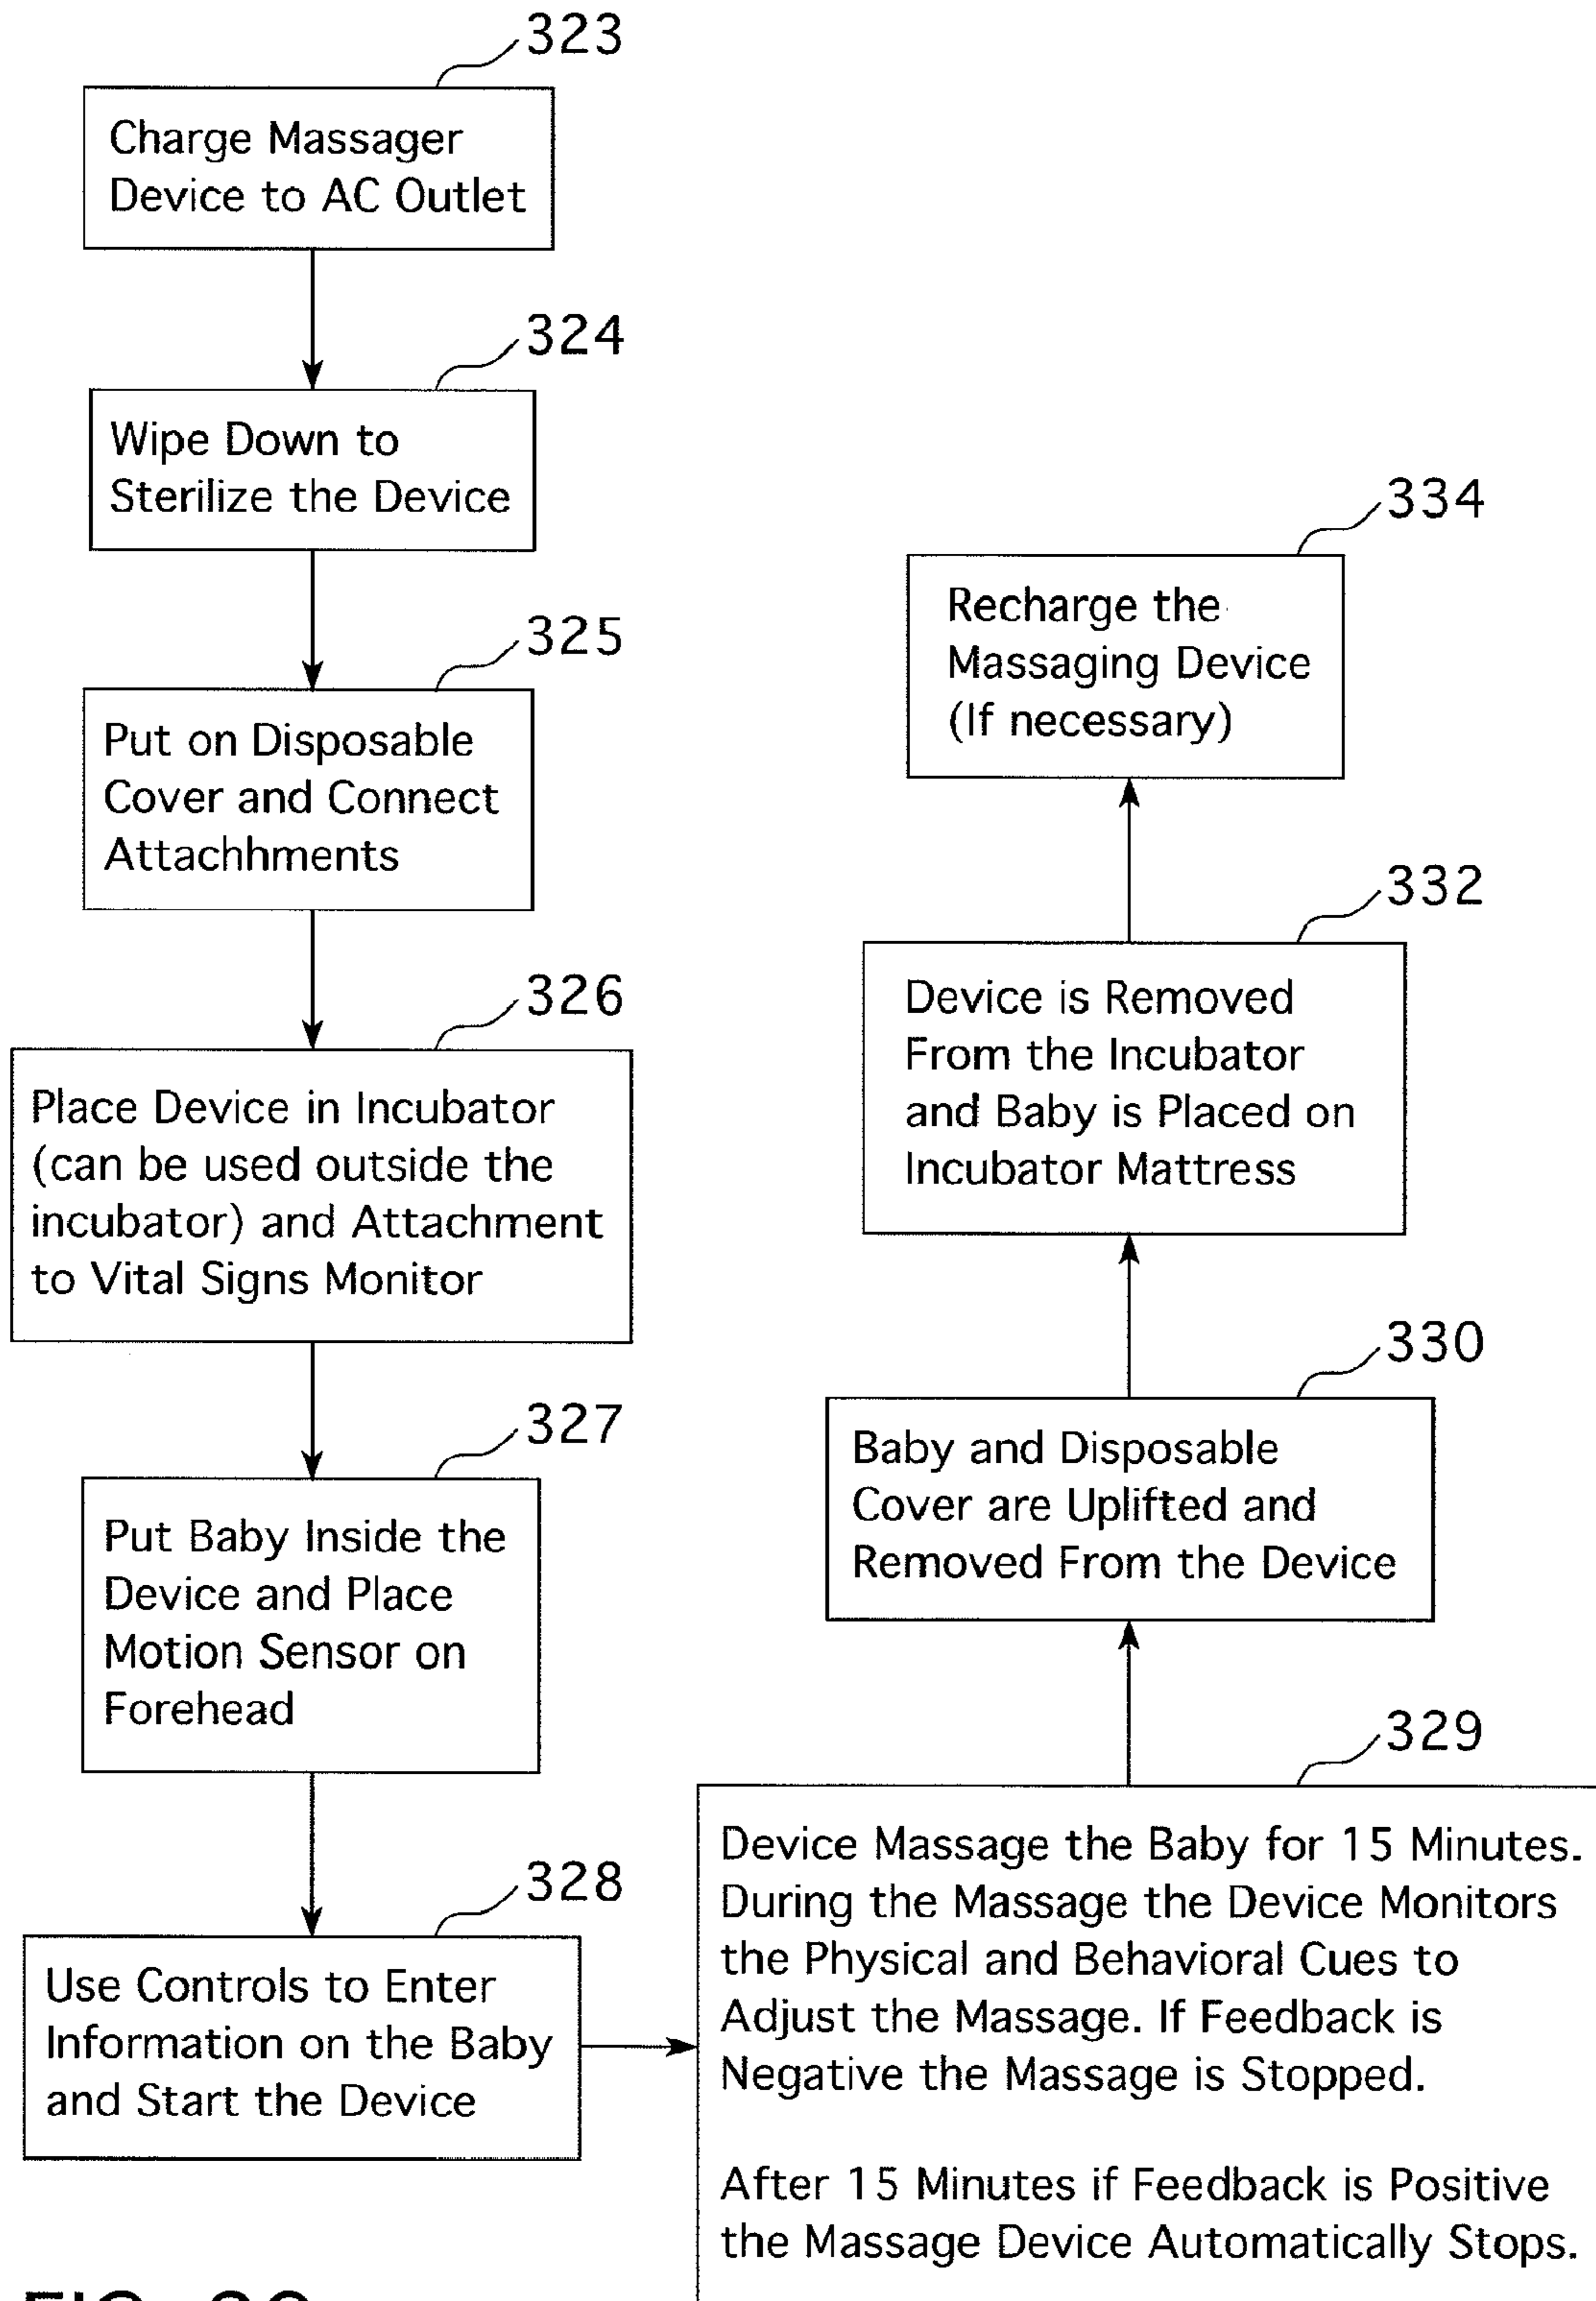 323
Charge Massager
Device to AC Outlet
324
Wipe Down to
Sterilize the Device
325
Put on Disposable
Cover and Connect
Attachhments
326
Place Device in Incubator
(can be used outside the
incubator) and Attachment
to Vital Signs Monitor
327
Put Baby Inside the
Device and Place
Motion Sensor on
Forehead
328
Use Controls to Enter
Information on the Baby
and Start the Device
329
Device Massage the Baby for 15 Minutes.
During the Massage the Device Monitors
the Physical and Behavioral Cues to
Adjust the Massage. If Feedback is
Negative the Massage is Stopped.
After 15 Minutes if Feedback is Positive
the Massage Device Automatically Stops.
330
Baby and Disposable
Cover are Uplifted and
Removed From the Device
332
Device is Removed
From the Incubator
and Baby is Placed on
Incubator Mattress
334
Recharge the
Massaging Device
(If necessary)